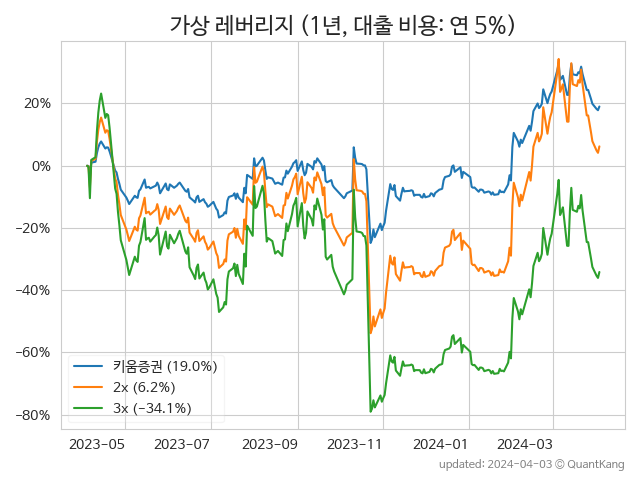 가상 레버리지 (1년, 대출 비용: 연 5%)
20%
0%
−20%
−40%
−60%
−80%
키움증권 (19.0%)
2x (6.2%)
3x (−34.1%)
2023-05 2023-07 2023-09 2023-11 2024-01 2024-03
updated: 2024-04-03 © QuantKang